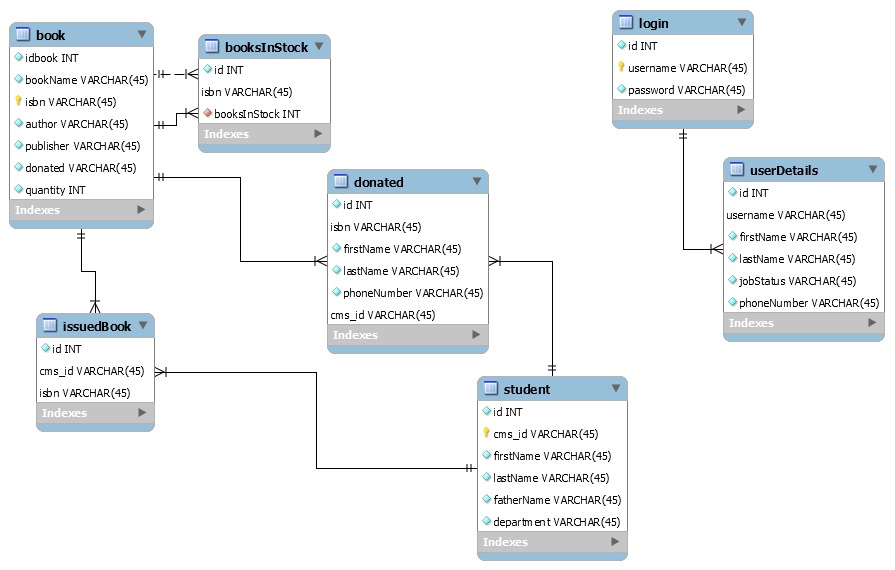 book
idbook INT
bookName VARCHAR(45)
isbn VARCHAR(45)
author VARCHAR(45)
publisher VARCHAR(45)
donated VARCHAR(45)
quantity INT
Indexes
booksInStock
id INT
isbn VARCHAR(45)
booksInStock INT
Indexes
donated
id INT
isbn VARCHAR(45)
firstName VARCHAR(45)
lastName VARCHAR(45)
phoneNumber VARCHAR(45)
cms_id VARCHAR(45)
Indexes
issuedBook
id INT
cms_id VARCHAR(45)
isbn VARCHAR(45)
Indexes
student
id INT
cms_id VARCHAR(45)
firstName VARCHAR(45)
lastName VARCHAR(45)
fatherName VARCHAR(45)
department VARCHAR(45)
Indexes
login
id INT
username VARCHAR(45)
password VARCHAR(45)
Indexes
userDetails
id INT
username VARCHAR(45)
firstName VARCHAR(45)
lastName VARCHAR(45)
jobStatus VARCHAR(45)
phoneNumber VARCHAR(45)
Indexes